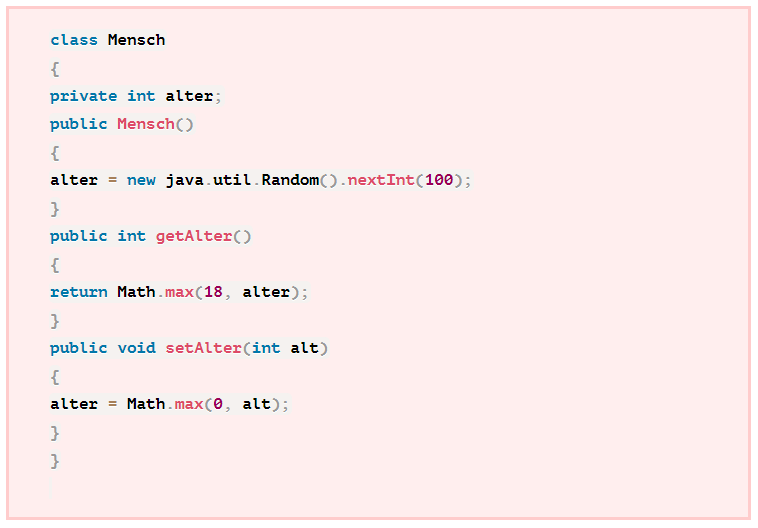 class Mensch
{
private int alter;
public Mensch()
{
alter = new java.util.Random().nextInt(100);
}
public int getAlter()
{
return Math.max(18, alter);
}
public void setAlter(int alt)
{
alter = Math.max(0, alt);
}
}